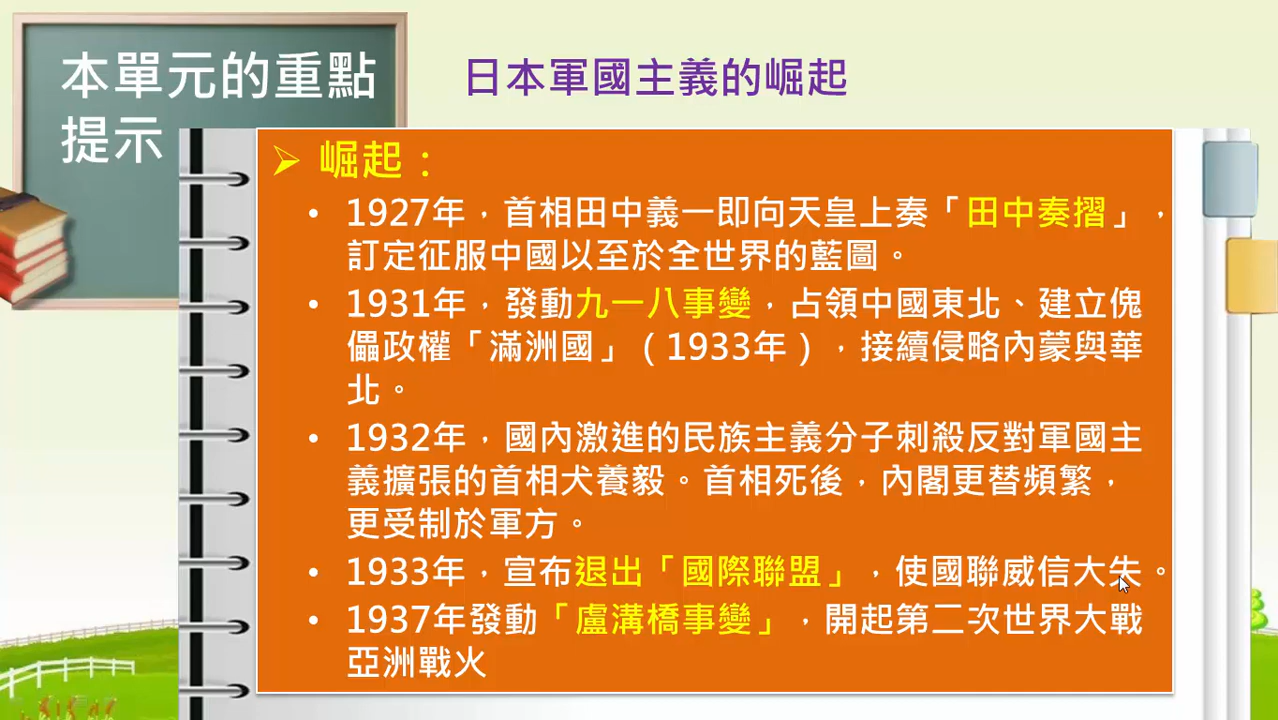 本單元的重點
提示
日本軍國主義的崛起
➢ 崛起：
• 1927年，首相田中義一即向天皇上奏「田中奏摺」，
訂定征服中國以至於全世界的藍圖。
• 1931年，發動九一八事變，占領中國東北、建立傀
儡政權「滿洲國」（1933年），接續侵略內蒙與華
北。
• 1932年，國內激進的民族主義分子刺殺反對軍國主
義擴張的首相犬養毅。首相死後，內閣更替頻繁，
更受制於軍方。
• 1933年，宣布退出「國際聯盟」，使國聯威信大失。
• 1937年發動「盧溝橋事變」，開起第二次世界大戰
亞洲戰火